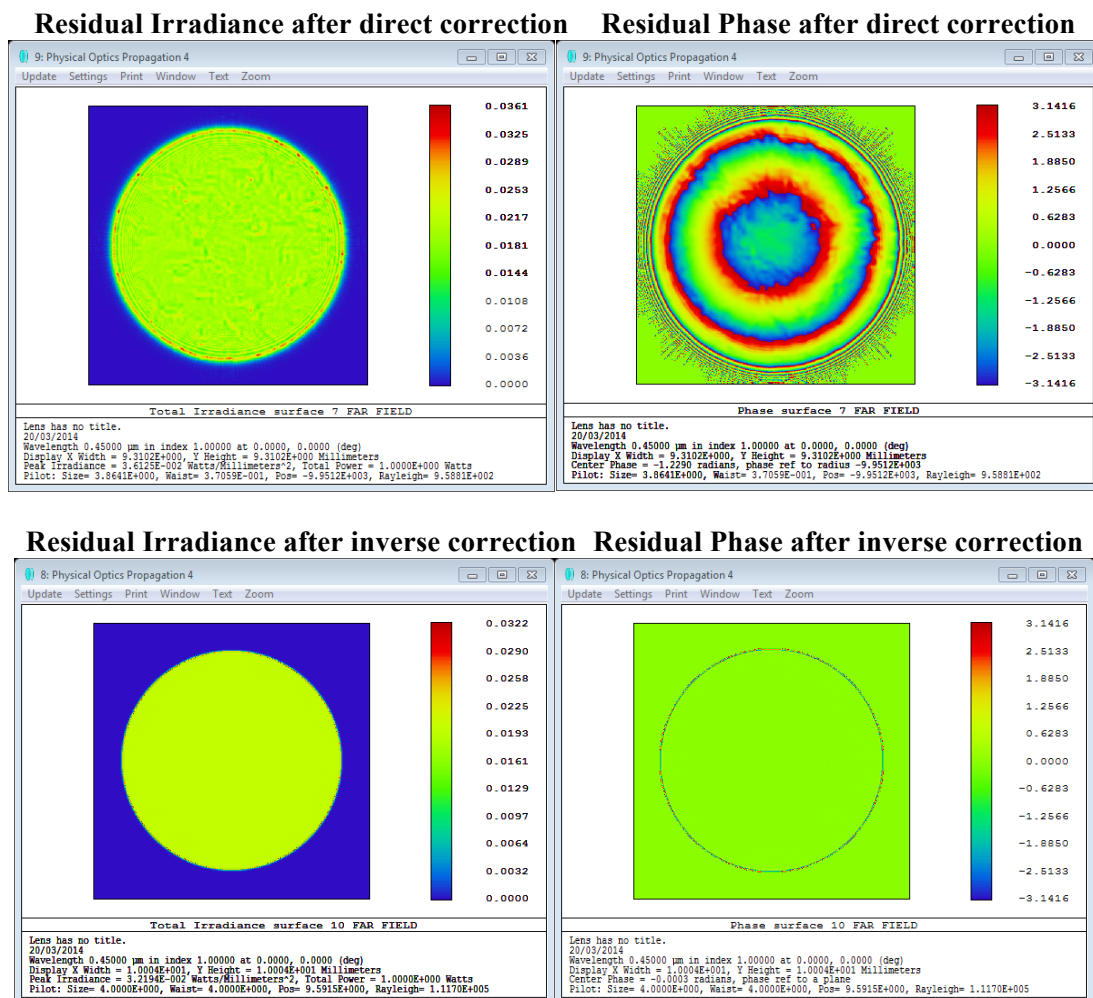 Residual Irradiance after direct correction Residual Phase after direct correction
9: Physical Optics Propagation 4
Update Settings Print Window Text Zoom
0.0361
0.0325
0.0289
0.0253
0.0217
0.0181
0.0144
0.0108
0.0072
0.0036
0.0000
Total Irradiance surface 7 FAR FIELD
Lens has no title.
20/03/2014
Wavelength 0.45000 µm in index 1.00000 at 0.0000, 0.0000 (deg)
Display X Width = 9.3102E+000, Y Height = 9.3102E+000 Millimeters
Peak Irradiance = 3.6125E-002 Watts/Millimeters^2, Total Power = 1.0000E+000 Watts
Pilot: Size= 3.8641E+000, Waist= 3.7059E-001, Pos= -9.9512E+003, Rayleigh= 9.5881E+002
9: Physical Optics Propagation 4
Update Settings Print Window Text Zoom
3.1416
2.5133
1.8850
1.2566
0.6283
0.0000
-0.6283
-1.2566
-1.8850
-2.5133
-3.1416
Phase surface 7 FAR FIELD
Lens has no title.
20/03/2014
Wavelength 0.45000 µm in index 1.00000 at 0.0000, 0.0000 (deg)
Display X Width = 9.3102E+000, Y Height = 9.3102E+000 Millimeters
Center Phase = -1.2290 radians, phase ref to radius -9.9512E+003
Pilot: Size= 3.8641E+000, Waist= 3.7059E-001, Pos= -9.9512E+003, Rayleigh= 9.5881E+002
Residual Irradiance after inverse correction Residual Phase after inverse correction
8: Physical Optics Propagation 4
Update Settings Print Window Text Zoom
0.0322
0.0290
0.0258
0.0225
0.0193
0.0161
0.0129
0.0097
0.0064
0.0032
0.0000
Total Irradiance surface 10 FAR FIELD
Lens has no title.
20/03/2014
Wavelength 0.45000 µm in index 1.00000 at 0.0000, 0.0000 (deg)
Display X Width = 1.0004E+001, Y Height = 1.0004E+001 Millimeters
Peak Irradiance = 3.2194E-002 Watts/Millimeters^2, Total Power = 1.0000E+000 Watts
Pilot: Size= 4.0000E+000, Waist= 4.0000E+000, Pos= 9.5915E+002, Rayleigh= 1.1170E+005
8: Physical Optics Propagation 4
Update Settings Print Window Text Zoom
3.1416
2.5133
1.8850
1.2566
0.6283
0.0000
-0.6283
-1.2566
-1.8850
-2.5133
-3.1416
Phase surface 10 FAR FIELD
Lens has no title.
20/03/2014
Wavelength 0.45000 µm in index 1.00000 at 0.0000, 0.0000 (deg)
Display X Width = 1.0004E+001, Y Height = 1.0004E+001 Millimeters
Center Phase = -0.0003 radians, phase ref to a plane
Pilot: Size= 4.0000E+000, Waist= 4.0000E+000, Pos= 9.5915E+002, Rayleigh= 1.1170E+005